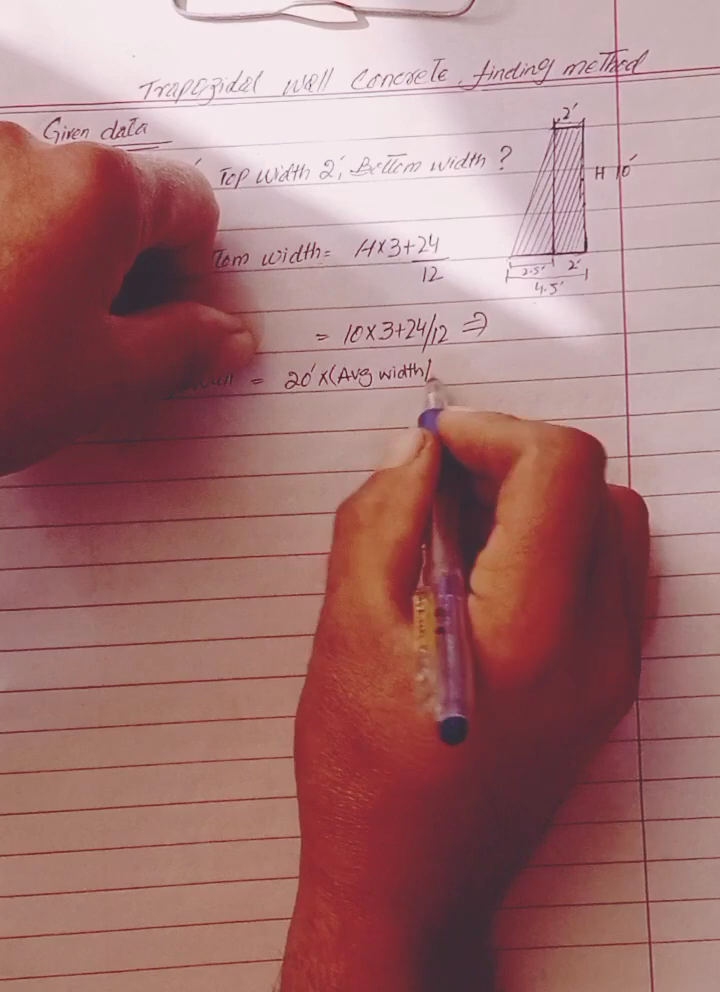 Trapozidal Wall Concrete finding method
Given data
Top width 2', Bottom width ?
tom width = H×3+24
12
= 10×3+24/12 ⇒
= 20'×(Avg width/
2'
H 10'
2.5' 2'
4.5'